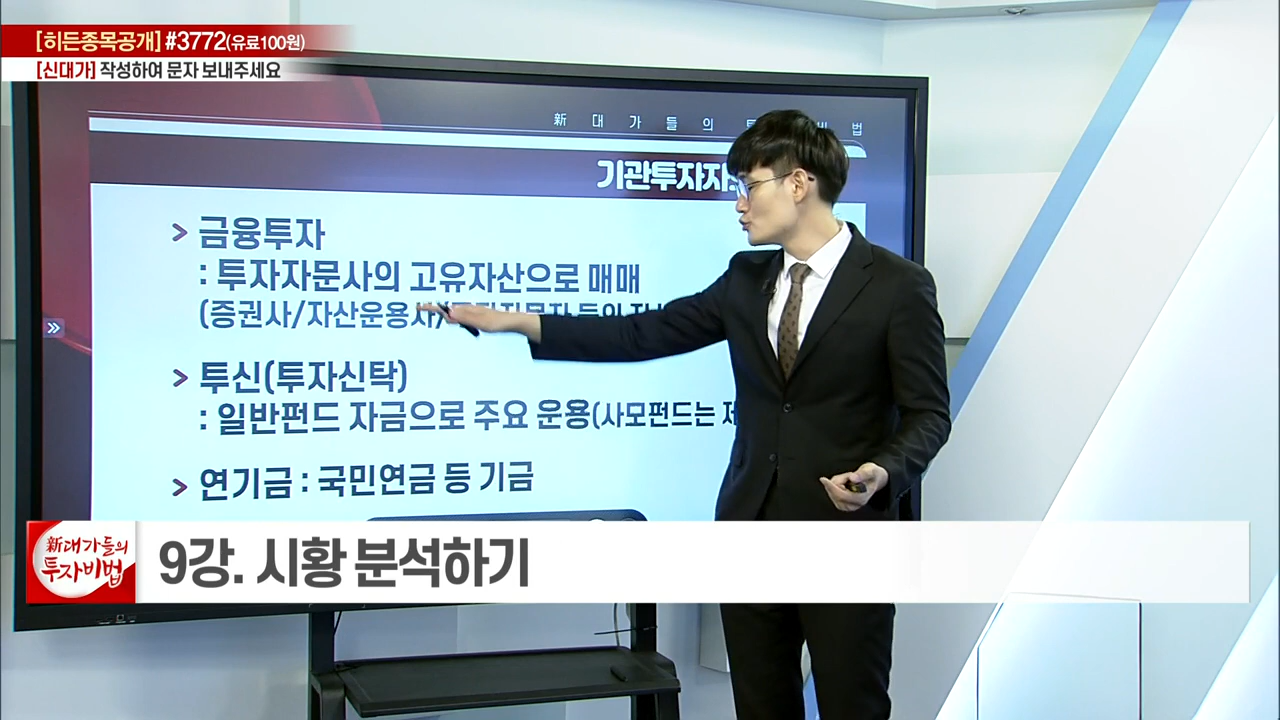 [히든종목공개] #3772(유료100원)
[신대가] 작성하여 문자 보내주세요
新 대 가 들 의 법
기관투자자
> 금융투자
: 투자자문사의 고유자산으로 매매
(증권사/자산운용사/
> 투신(투자신탁)
: 일반펀드 자금으로 주요 운용(사모펀드는
> 연기금 : 국민연금 등 기금
新대가들의
투자비법
9강. 시황 분석하기